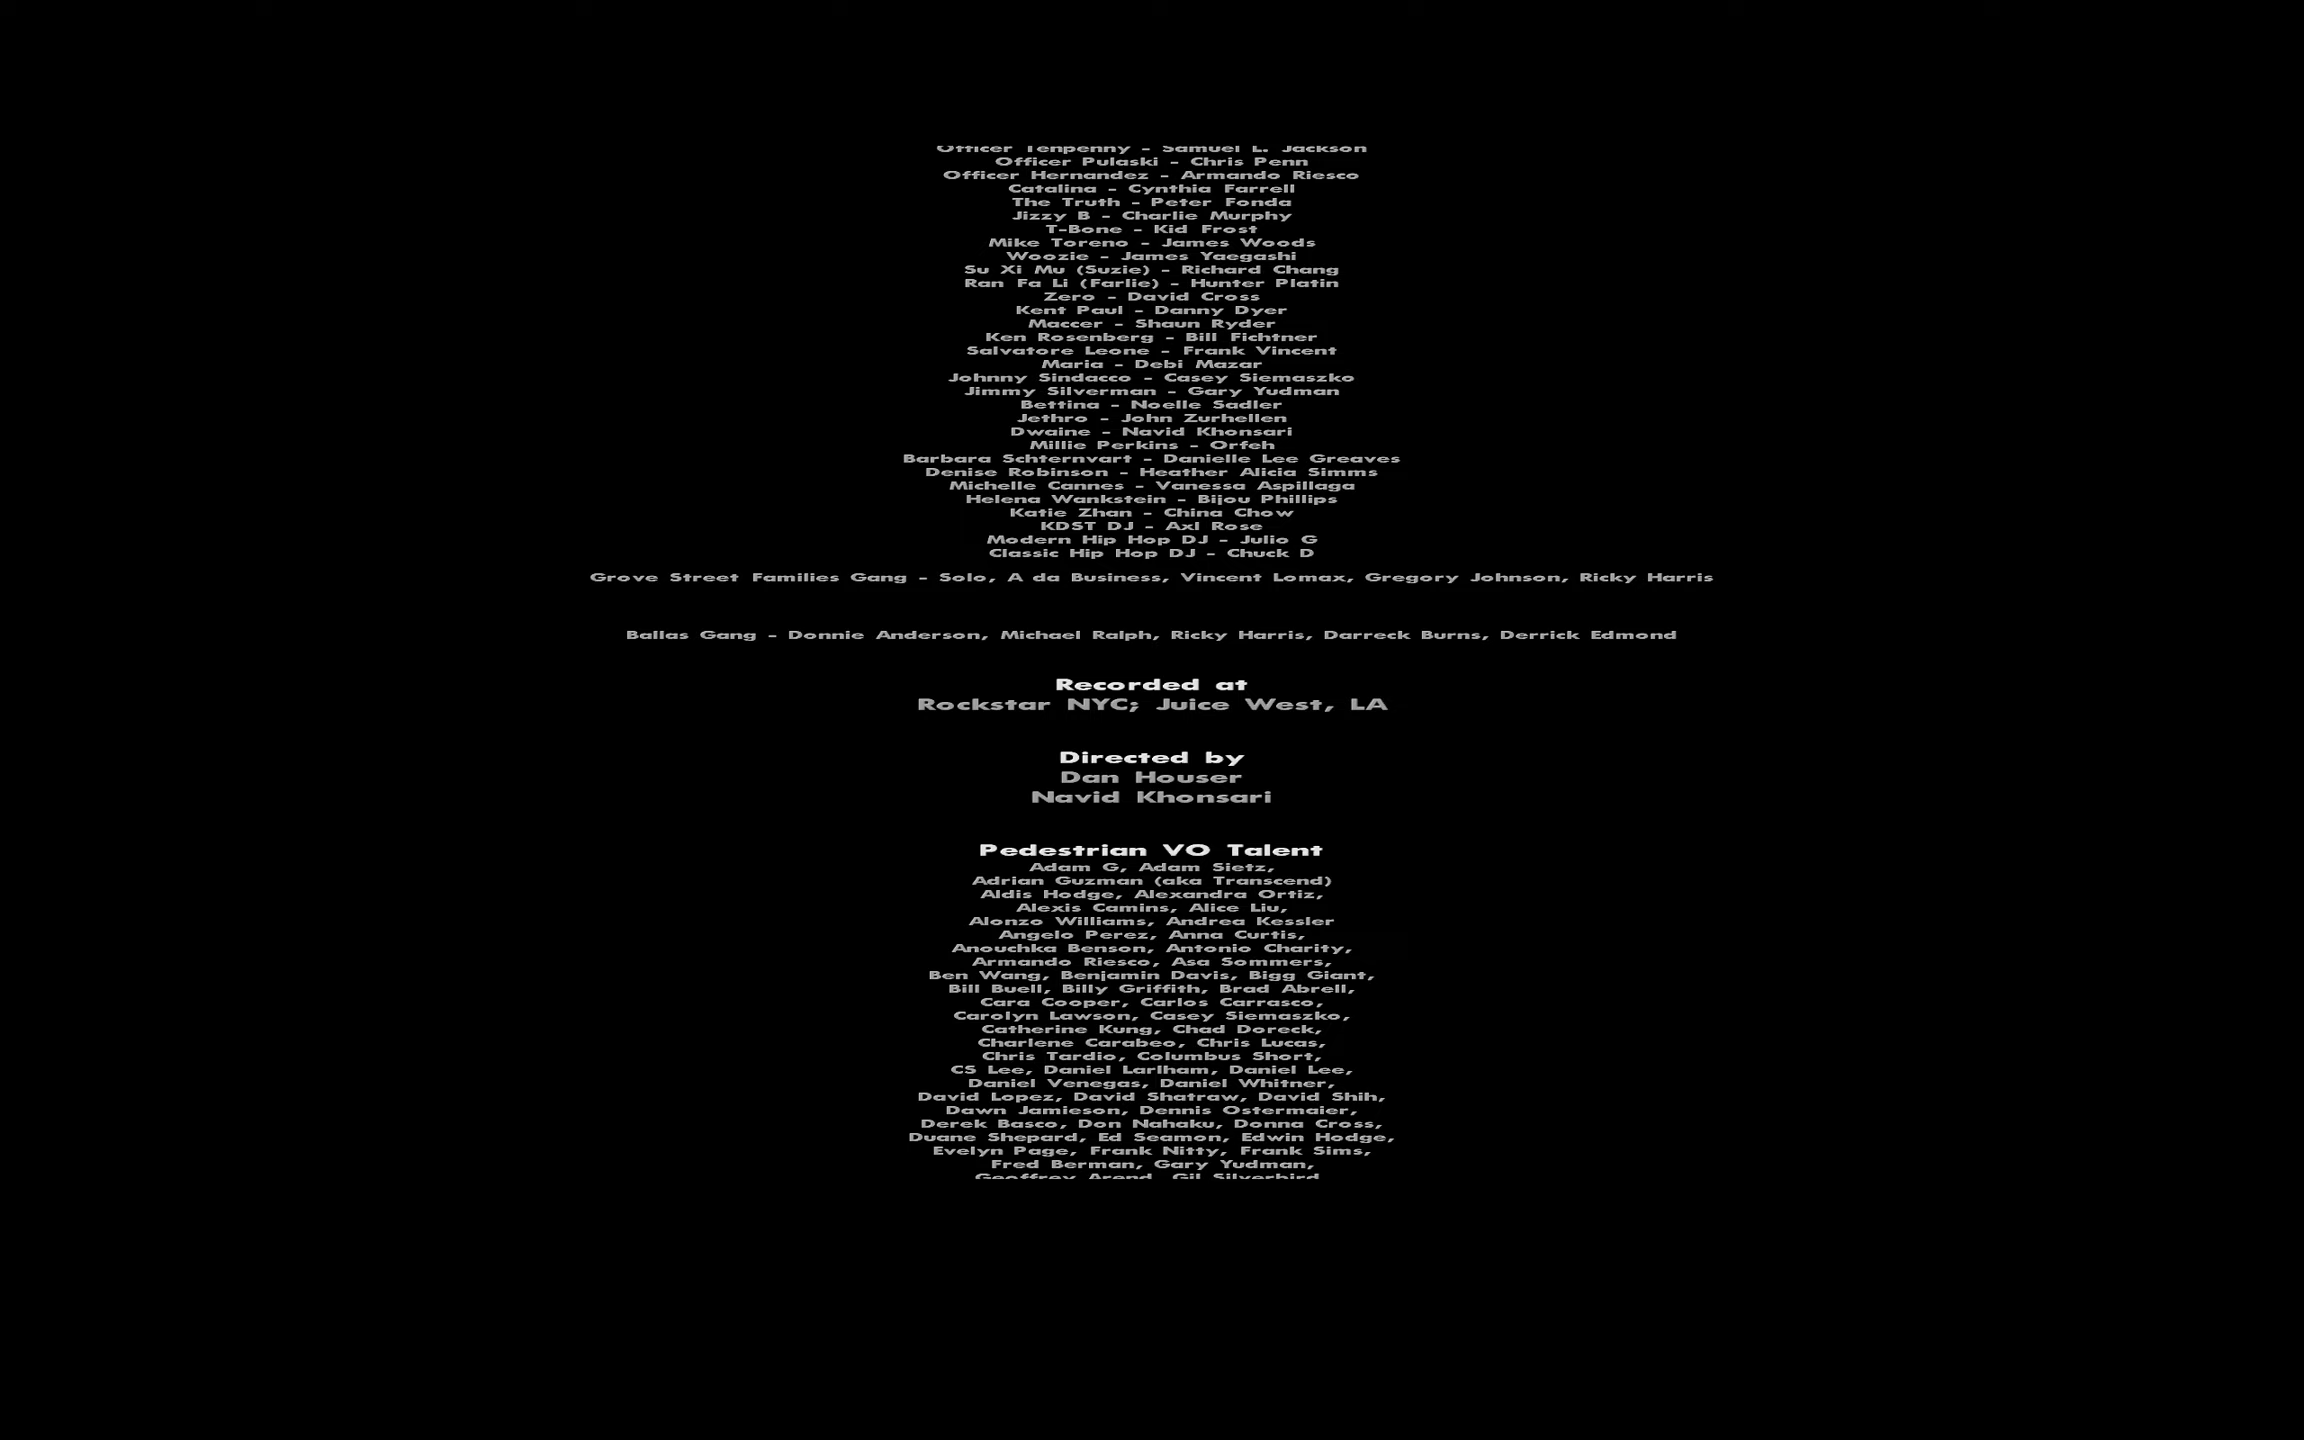 Officer Tenpenny - Samuel L. Jackson
Officer Pulaski - Chris Penn
Officer Hernandez - Armando Riesco
Catalina - Cynthia Farrell
The Truth - Peter Fonda
Jizzy B - Charlie Murphy
T-Bone - Kid Frost
Mike Toreno - James Woods
Woozie - James Yaegashi
Su Xi Mu (Suzie) - Richard Chang
Ran Fa Li (Farlie) - Hunter Platin
Zero - David Cross
Kent Paul - Danny Dyer
Maccer - Shaun Ryder
Ken Rosenberg - Bill Fichtner
Salvatore Leone - Frank Vincent
Maria - Debi Mazar
Johnny Sindacco - Casey Siemaszko
Jimmy Silverman - Gary Yudman
Bettina - Noelle Sadler
Jethro - John Zurhellen
Dwaine - Navid Khonsari
Millie Perkins - Orfeh
Barbara Schternvart - Danielle Lee Greaves
Denise Robinson - Heather Alicia Simms
Michelle Cannes - Vanessa Aspillaga
Helena Wankstein - Bijou Phillips
Katie Zhan - China Chow
KDST DJ - Axl Rose
Modern Hip Hop DJ - Julio G
Classic Hip Hop DJ - Chuck D
Grove Street Families Gang - Solo, A da Business, Vincent Lomax, Gregory Johnson, Ricky Harris
Ballas Gang - Donnie Anderson, Michael Ralph, Ricky Harris, Darreck Burns, Derrick Edmond
Recorded at
Rockstar NYC; Juice West, LA
Directed by
Dan Houser
Navid Khonsari
Pedestrian VO Talent
Adam G, Adam Sietz,
Adrian Guzman (aka Transcend)
Aldis Hodge, Alexandra Ortiz,
Alexis Camins, Alice Liu,
Alonzo Williams, Andrea Kessler
Angelo Perez, Anna Curtis,
Anouchka Benson, Antonio Charity,
Armando Riesco, Asa Sommers,
Ben Wang, Benjamin Davis, Bigg Giant,
Bill Buell, Billy Griffith, Brad Abrell,
Cara Cooper, Carlos Carrasco,
Carolyn Lawson, Casey Siemaszko,
Catherine Kung, Chad Doreck,
Charlene Carabeo, Chris Lucas,
Chris Tardio, Columbus Short,
CS Lee, Daniel Larlham, Daniel Lee,
Daniel Venegas, Daniel Whitner,
David Lopez, David Shatraw, David Shih,
Dawn Jamieson, Dennis Ostermaier,
Derek Basco, Don Nahaku, Donna Cross,
Duane Shepard, Ed Seamon, Edwin Hodge,
Evelyn Page, Frank Nitty, Frank Sims,
Fred Berman, Gary Yudman,
Geoffrey Arend, Gil Silverbird